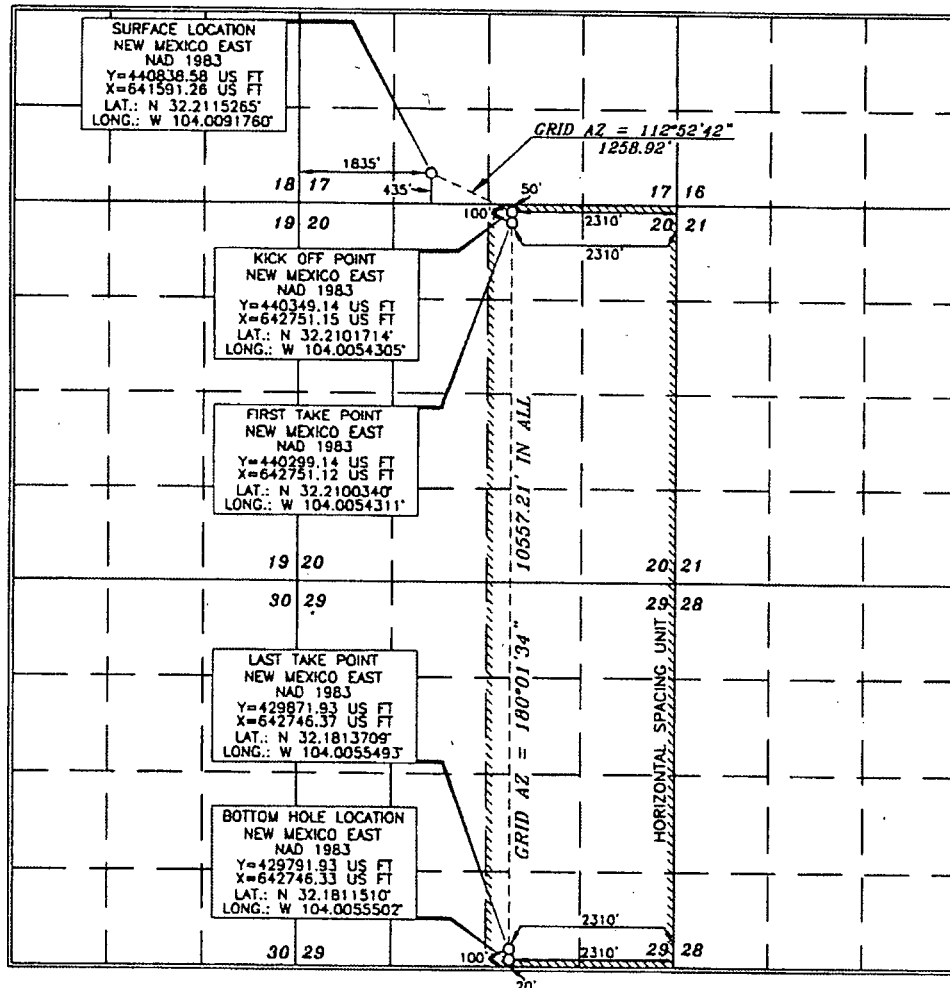 SURFACE LOCATION
NEW MEXICO EAST
NAD 1983
Y=440838.58 US FT
X=641591.26 US FT
LAT.: N 32.2115265°
LONG.: W 104.0091760°
GRID AZ = 112°52'42"
1258.92'
1835'
435'
18 17
17 16
50'
100'
2310'
19 20
20 21
2310'
KICK OFF POINT
NEW MEXICO EAST
NAD 1983
Y=440349.14 US FT
X=642751.15 US FT
LAT.: N 32.2101714°
LONG.: W 104.0054305°
FIRST TAKE POINT
NEW MEXICO EAST
NAD 1983
Y=440299.14 US FT
X=642751.12 US FT
LAT.: N 32.2100340°
LONG.: W 104.0054311°
10557.21' IN ALL
19 20
20 21
30 29
29 28
GRID AZ = 180°01'34"
HORIZONTAL SPACING UNIT
LAST TAKE POINT
NEW MEXICO EAST
NAD 1983
Y=429871.93 US FT
X=642746.37 US FT
LAT.: N 32.1813709°
LONG.: W 104.0055493°
BOTTOM HOLE LOCATION
NEW MEXICO EAST
NAD 1983
Y=429791.93 US FT
X=642746.33 US FT
LAT.: N 32.1811510°
LONG.: W 104.0055502°
2310'
30 29
100'
2310'
29 28
20'